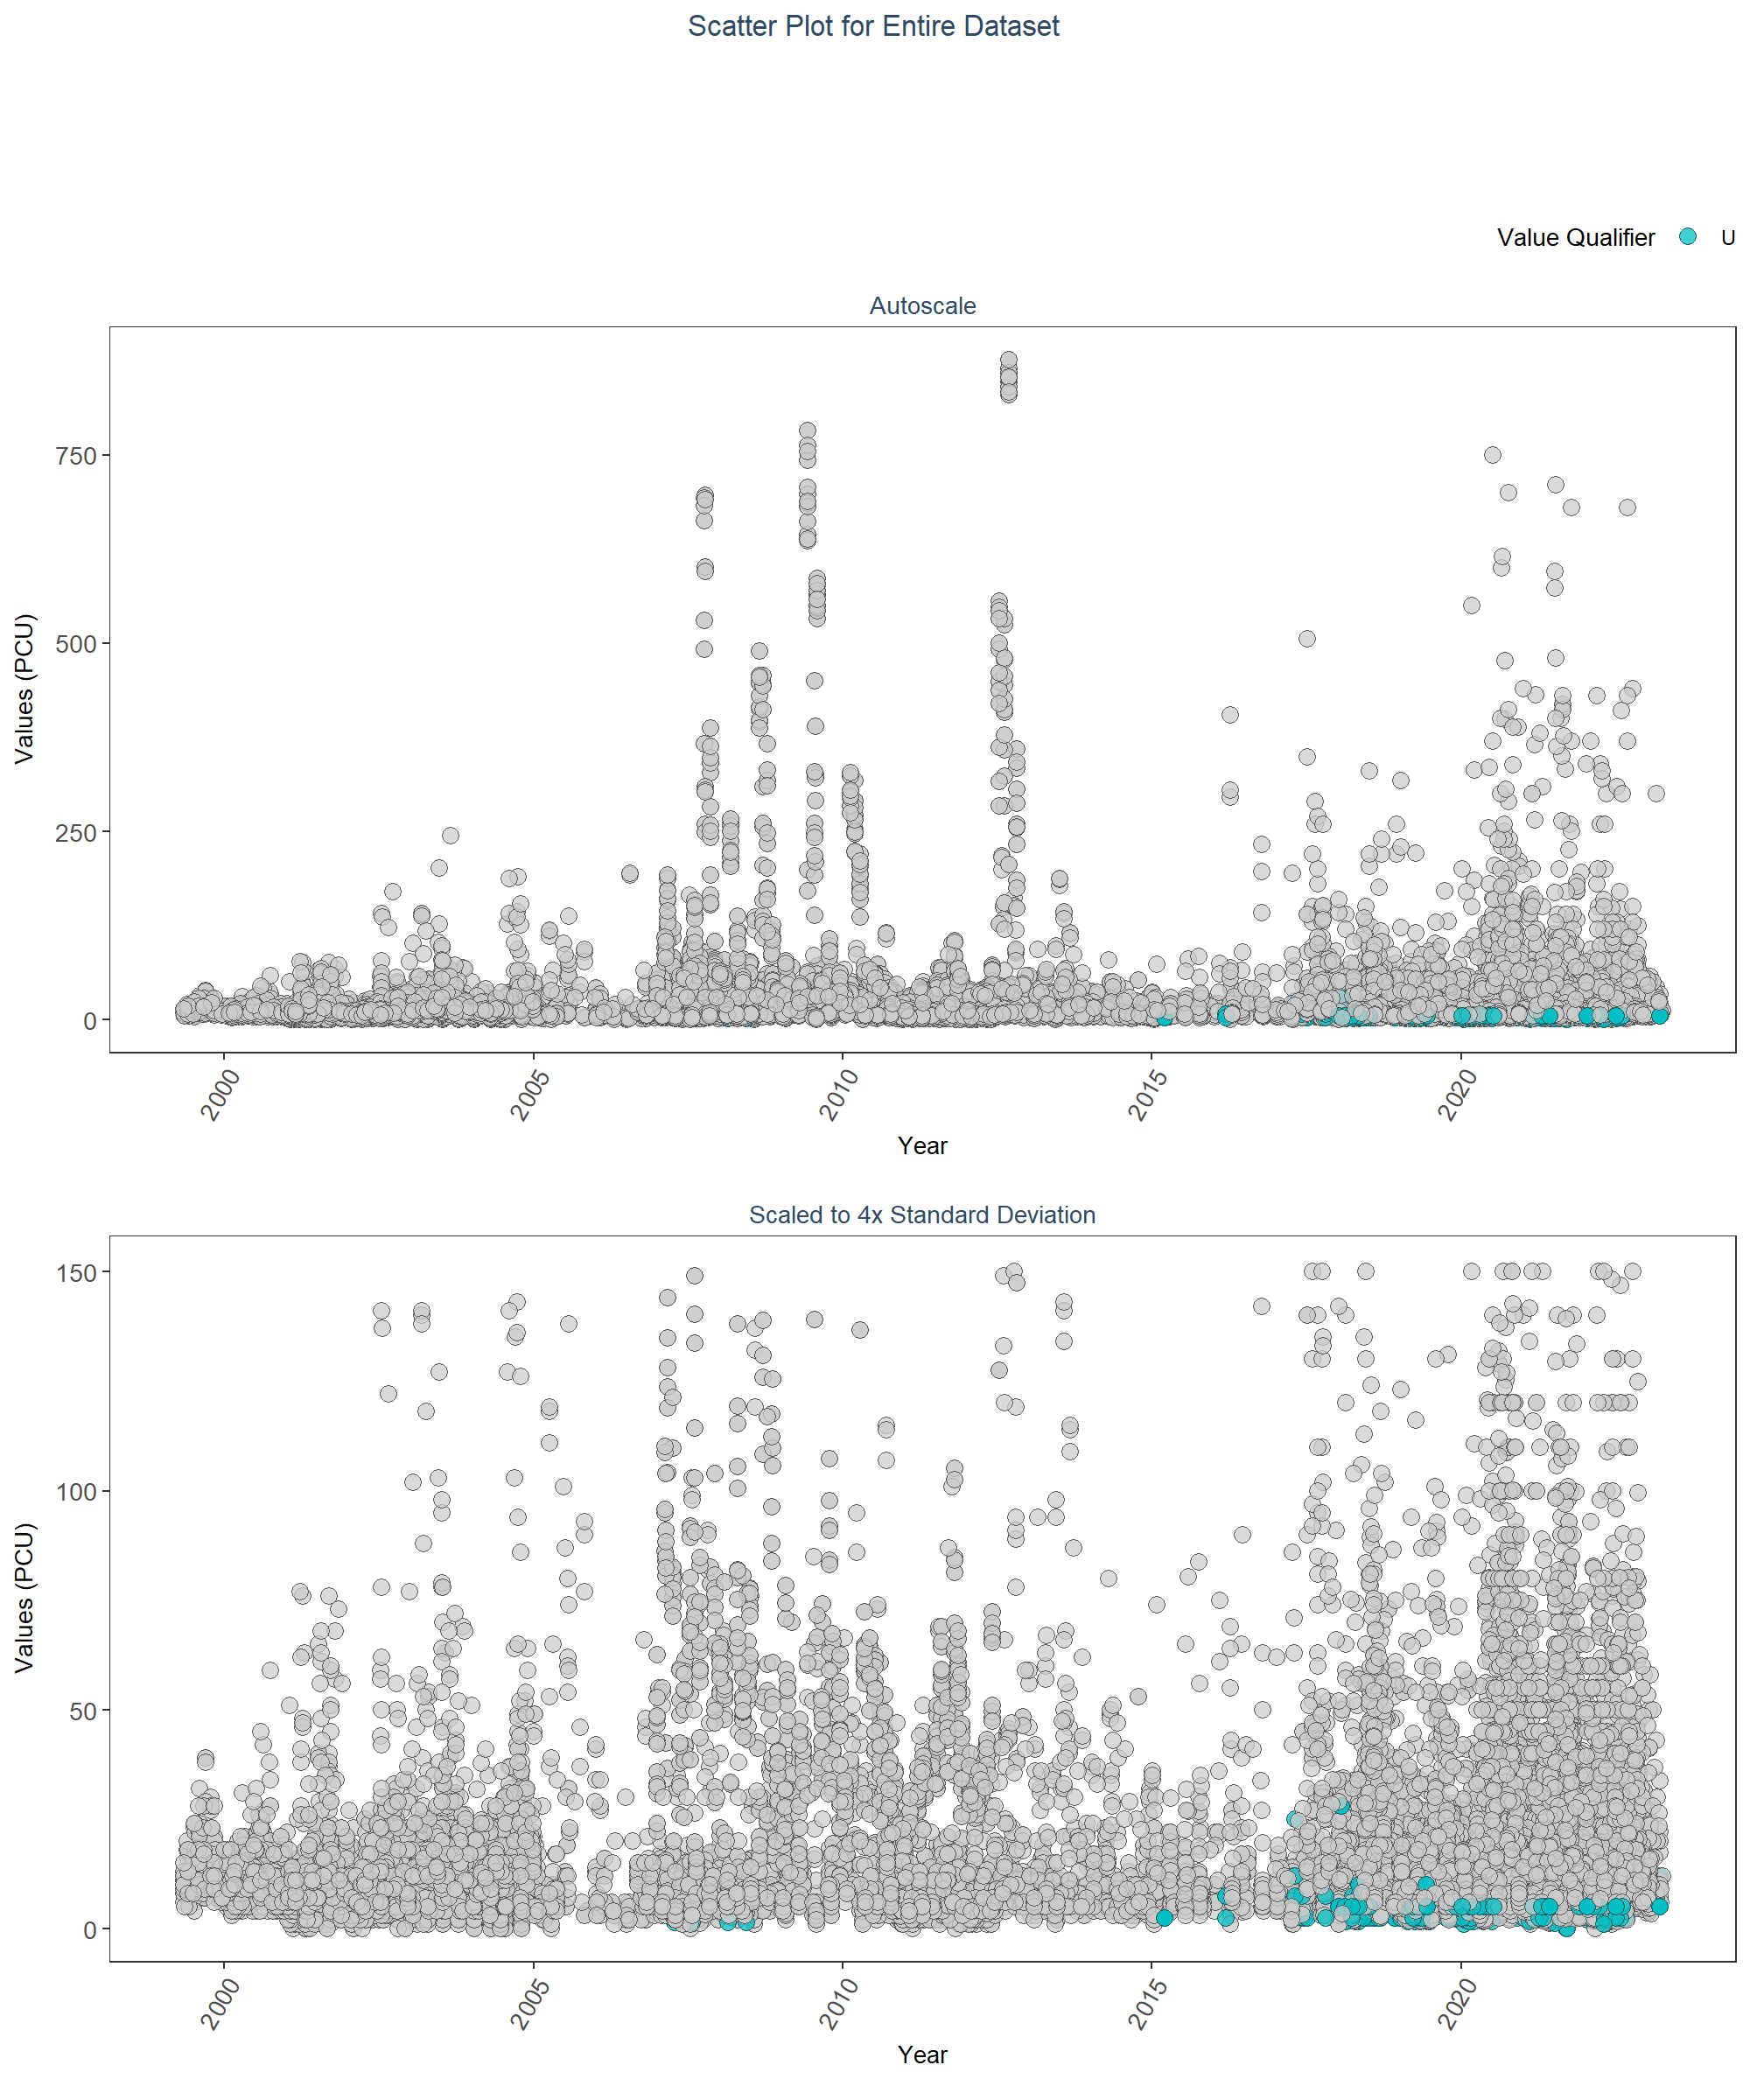 Scatter Plot for Entire Dataset
Value Qualifier U
Autoscale
Values (PCU)
750
500
250
0
2000 2005 2010 2015 2020
Year
Scaled to 4x Standard Deviation
Values (PCU)
150
100
50
0
2000 2005 2010 2015 2020
Year